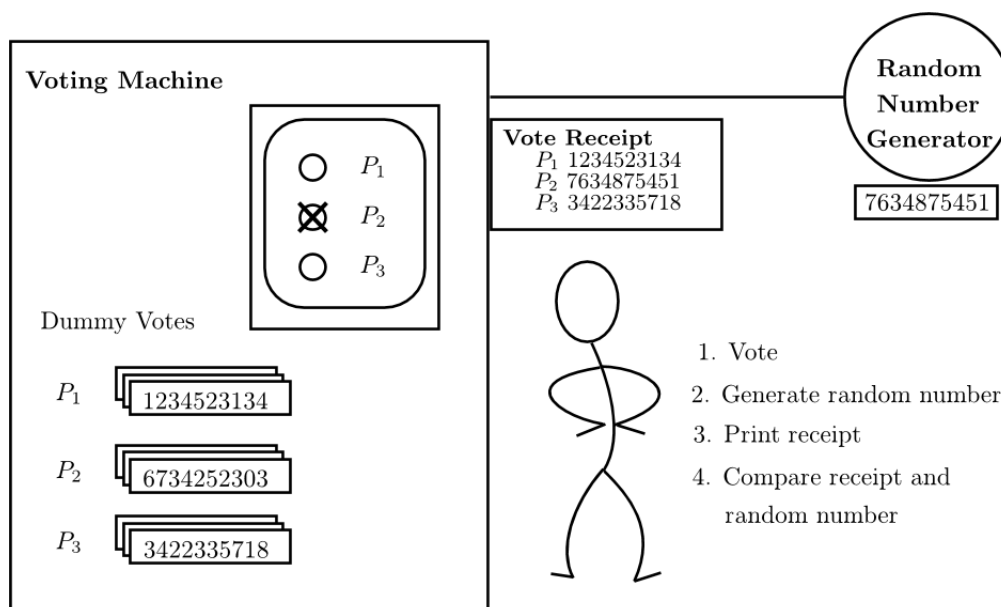 Voting Machine
P₁
P₂
P₃
Vote Receipt
P₁ 1234523134
P₂ 7634875451
P₃ 3422335718
Random
Number
Generator
7634875451
Dummy Votes
P₁ 1234523134
P₂ 6734252303
P₃ 3422335718
1. Vote
2. Generate random number
3. Print receipt
4. Compare receipt and
random number